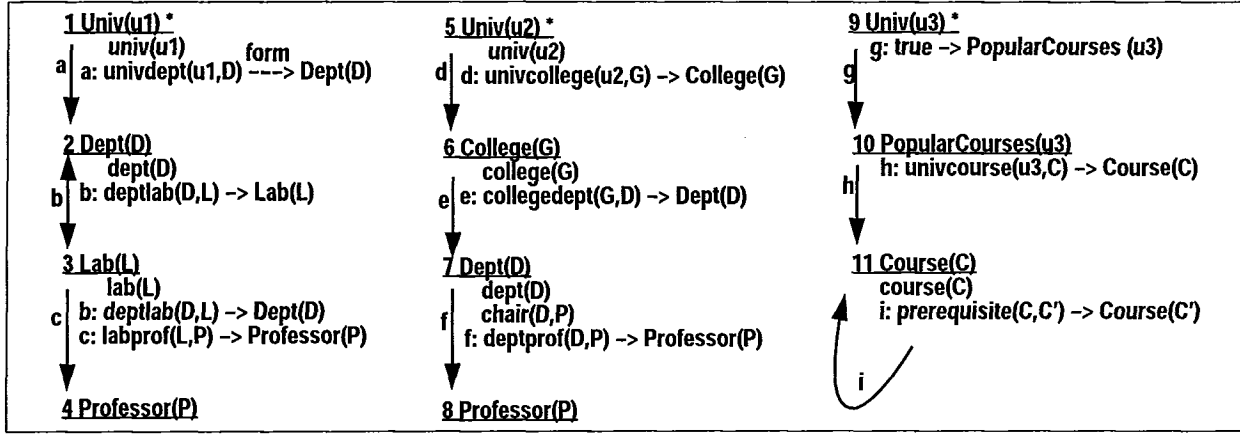 1 Univ(u1) *
univ(u1)
form
a
a: univdept(u1,D) ----> Dept(D)
2 Dept(D)
dept(D)
b
b: deptlab(D,L) –> Lab(L)
3 Lab(L)
lab(L)
b: deptlab(D,L) –> Dept(D)
c
c: labprof(L,P) –> Professor(P)
4 Professor(P)
5 Univ(u2) *
univ(u2)
d
d: univcollege(u2,G) –> College(G)
6 College(G)
college(G)
e
e: collegedept(G,D) –> Dept(D)
7 Dept(D)
dept(D)
chair(D,P)
f
f: deptprof(D,P) –> Professor(P)
8 Professor(P)
9 Univ(u3) *
g: true –> PopularCourses (u3)
g
10 PopularCourses(u3)
h: univcourse(u3,C) –> Course(C)
h
11 Course(C)
course(C)
i: prerequisite(C,C') –> Course(C')
i